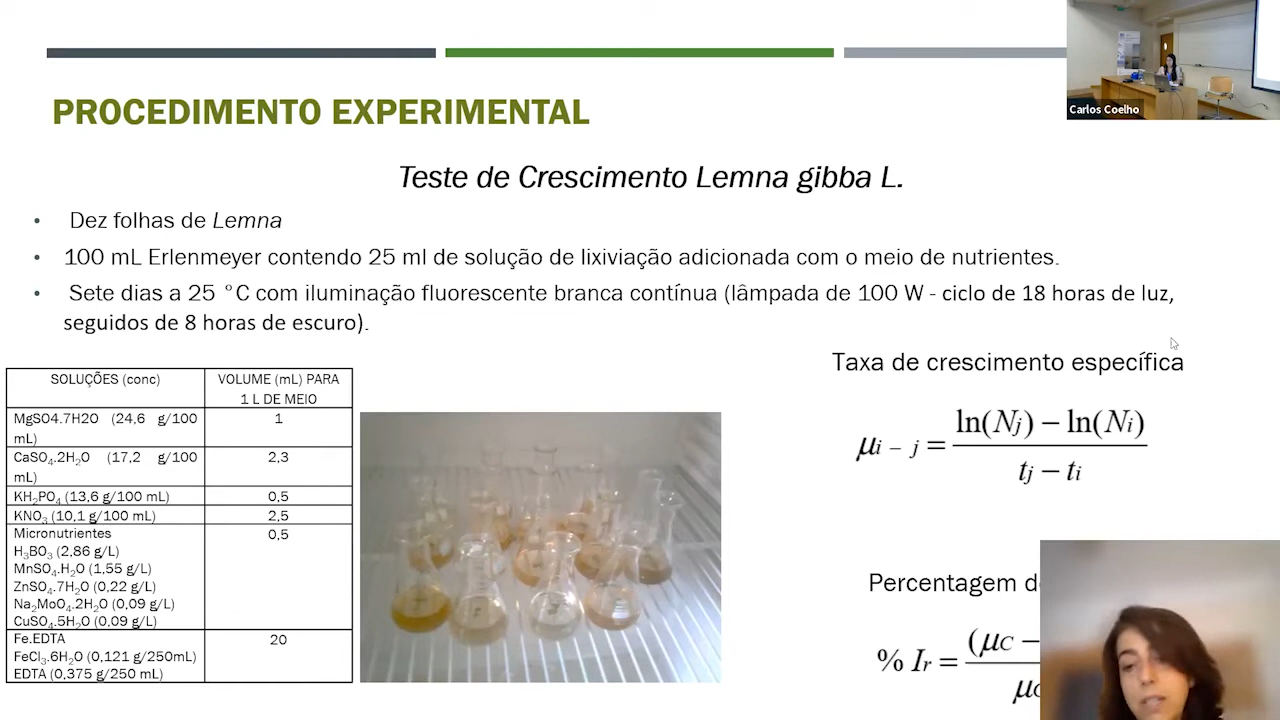 Carlos Coelho
PROCEDIMENTO EXPERIMENTAL
Teste de Crescimento Lemna gibba L.
• Dez folhas de Lemna
• 100 mL Erlenmeyer contendo 25 ml de solução de lixiviação adicionada com o meio de nutrientes.
• Sete dias a 25 °C com iluminação fluorescente branca contínua (lâmpada de 100 W - ciclo de 18 horas de luz,
seguidos de 8 horas de escuro).
SOLUÇÕES (conc) VOLUME (mL) PARA
1 L DE MEIO
MgSO4.7H2O (24,6 g/100 1
mL)
CaSO₄.2H₂O (17,2 g/100 2,3
mL)
KH₂PO₄ (13,6 g/100 mL) 0,5
KNO₃ (10,1 g/100 mL) 2,5
Micronutrientes 0,5
H₃BO₃ (2,86 g/L)
MnSO₄.H₂O (1,55 g/L)
ZnSO₄.7H₂O (0,22 g/L)
Na₂MoO₄.2H₂O (0,09 g/L)
CuSO₄.5H₂O (0,09 g/L)
Fe.EDTA 20
FeCl₃.6H₂O (0,121 g/250mL)
EDTA (0,375 g/250 mL)
Taxa de crescimento específica
μi – j = ln(Nj) – ln(Ni)
tj – ti
Percentagem d
% Ir = (μC –
μ